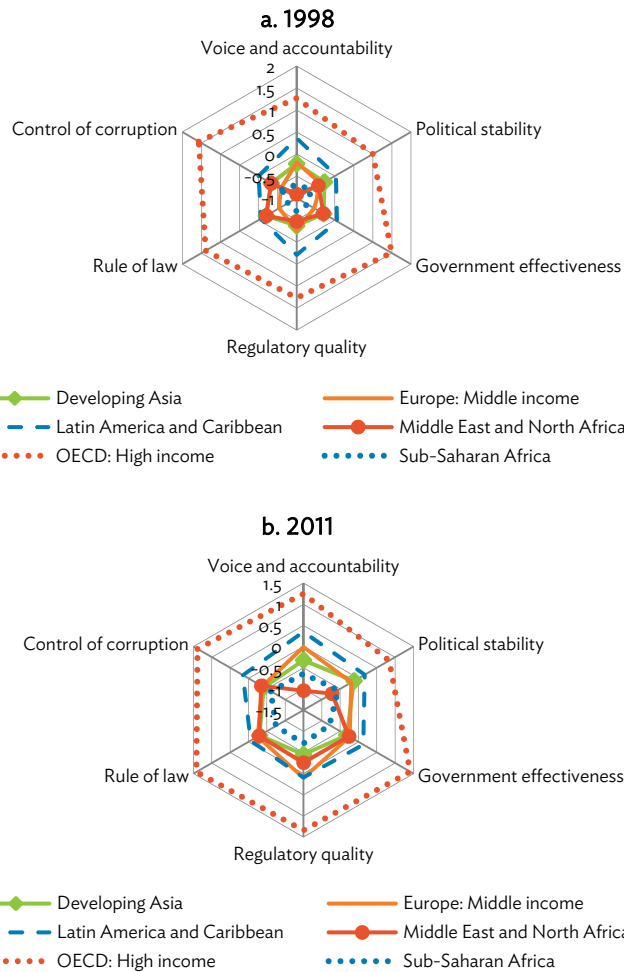 a. 1998
Voice and accountability
2
1.5
1
0.5
0
−0.5
−1
Control of corruption
Political stability
Rule of law
Government effectiveness
Regulatory quality
Developing Asia
Europe: Middle income
Latin America and Caribbean
Middle East and North Africa
OECD: High income
Sub-Saharan Africa
b. 2011
Voice and accountability
1.5
1
0.5
0
−0.5
−1
−1.5
Control of corruption
Political stability
Rule of law
Government effectiveness
Regulatory quality
Developing Asia
Europe: Middle income
Latin America and Caribbean
Middle East and North Africa
OECD: High income
Sub-Saharan Africa